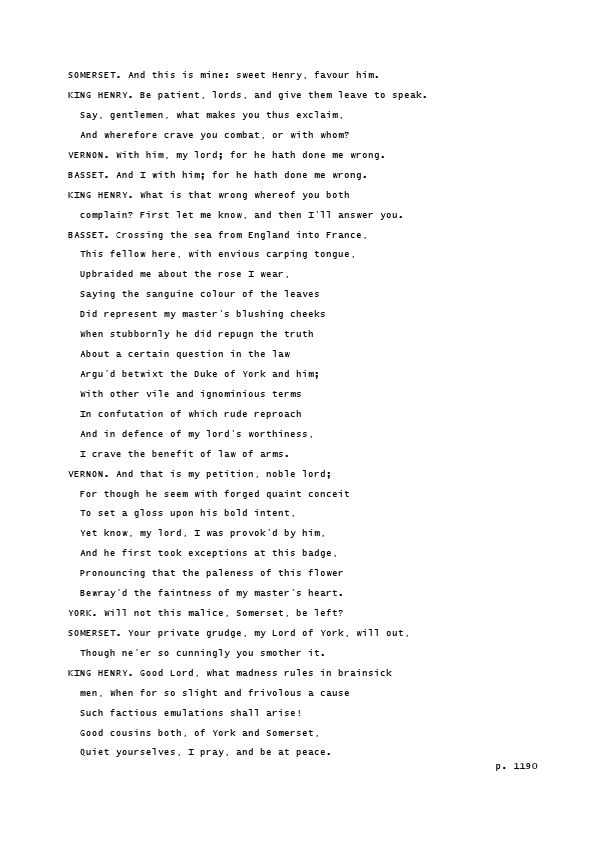 SOMERSET. And this is mine: sweet Henry, favour him.
KING HENRY. Be patient, lords, and give them leave to speak.
Say, gentlemen, what makes you thus exclaim,
And wherefore crave you combat, or with whom?
VERNON. With him, my lord; for he hath done me wrong.
BASSET. And I with him; for he hath done me wrong.
KING HENRY. What is that wrong whereof you both
complain? First let me know, and then I'll answer you.
BASSET. Crossing the sea from England into France,
This fellow here, with envious carping tongue,
Upbraided me about the rose I wear,
Saying the sanguine colour of the leaves
Did represent my master's blushing cheeks
When stubbornly he did repugn the truth
About a certain question in the law
Argu'd betwixt the Duke of York and him;
With other vile and ignominious terms
In confutation of which rude reproach
And in defence of my lord's worthiness,
I crave the benefit of law of arms.
VERNON. And that is my petition, noble lord;
For though he seem with forged quaint conceit
To set a gloss upon his bold intent,
Yet know, my lord, I was provok'd by him,
And he first took exceptions at this badge,
Pronouncing that the paleness of this flower
Bewray'd the faintness of my master's heart.
YORK. Will not this malice, Somerset, be left?
SOMERSET. Your private grudge, my Lord of York, will out,
Though ne'er so cunningly you smother it.
KING HENRY. Good Lord, what madness rules in brainsick
men, When for so slight and frivolous a cause
Such factious emulations shall arise!
Good cousins both, of York and Somerset,
Quiet yourselves, I pray, and be at peace.
p. 1190